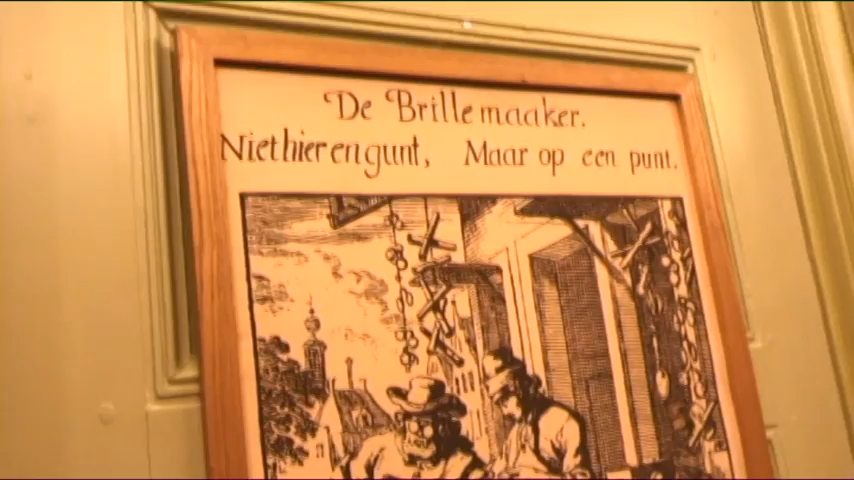 De Brillemaaker.
Niet hier en gunt, Maar op een punt.